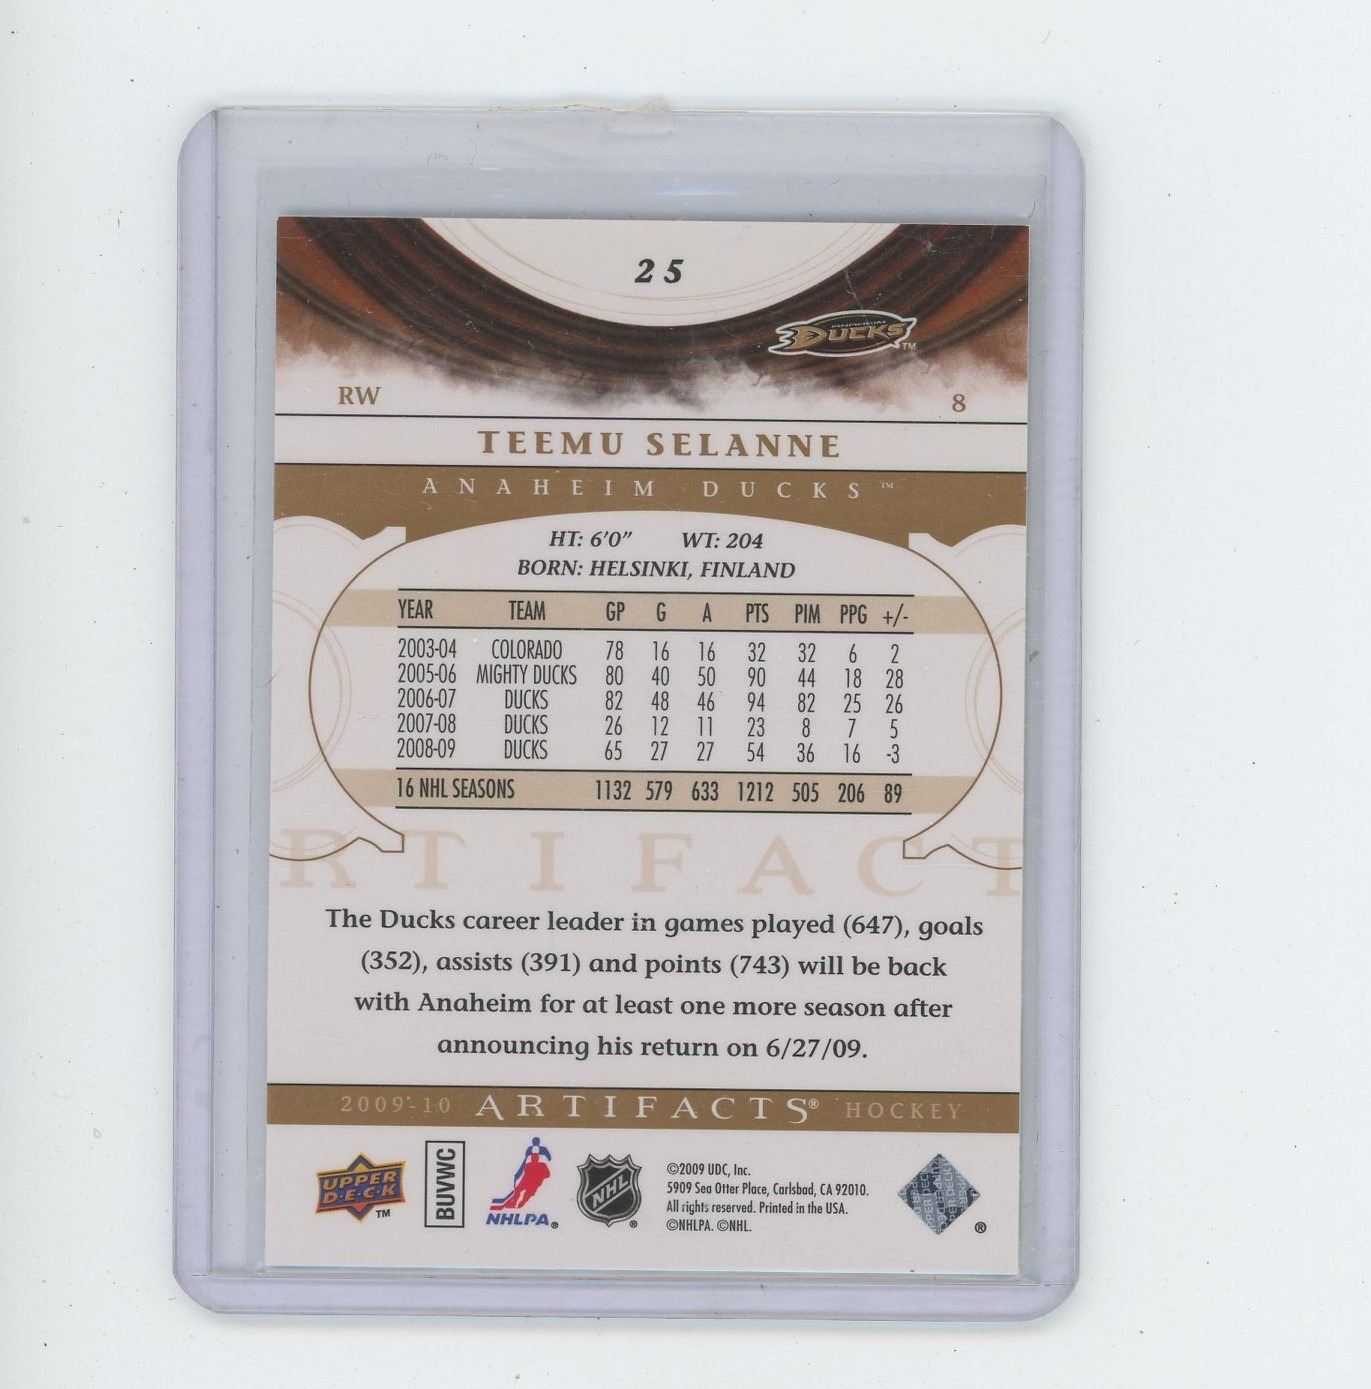 25
ANAHEIM
DUCKS™
RW 8
TEEMU SELANNE
ANAHEIM DUCKS™
HT: 6'0" WT: 204
BORN: HELSINKI, FINLAND
YEAR TEAM GP G A PTS PIM PPG +/-
2003-04 COLORADO 78 16 16 32 32 6 2
2005-06 MIGHTY DUCKS 80 40 50 90 44 18 28
2006-07 DUCKS 82 48 46 94 82 25 26
2007-08 DUCKS 26 12 11 23 8 7 5
2008-09 DUCKS 65 27 27 54 36 16 -3
16 NHL SEASONS 1132 579 633 1212 505 206 89
RTIFACT
The Ducks career leader in games played (647), goals
(352), assists (391) and points (743) will be back
with Anaheim for at least one more season after
announcing his return on 6/27/09.
2009-10 ARTIFACTS® HOCKEY
UPPER
D·E·C·K
™
BUVWC
NHLPA®
NHL®
©2009 UDC, Inc.
5909 Sea Otter Place, Carlsbad, CA 92010.
All rights reserved. Printed in the USA.
©NHLPA. ©NHL.
®